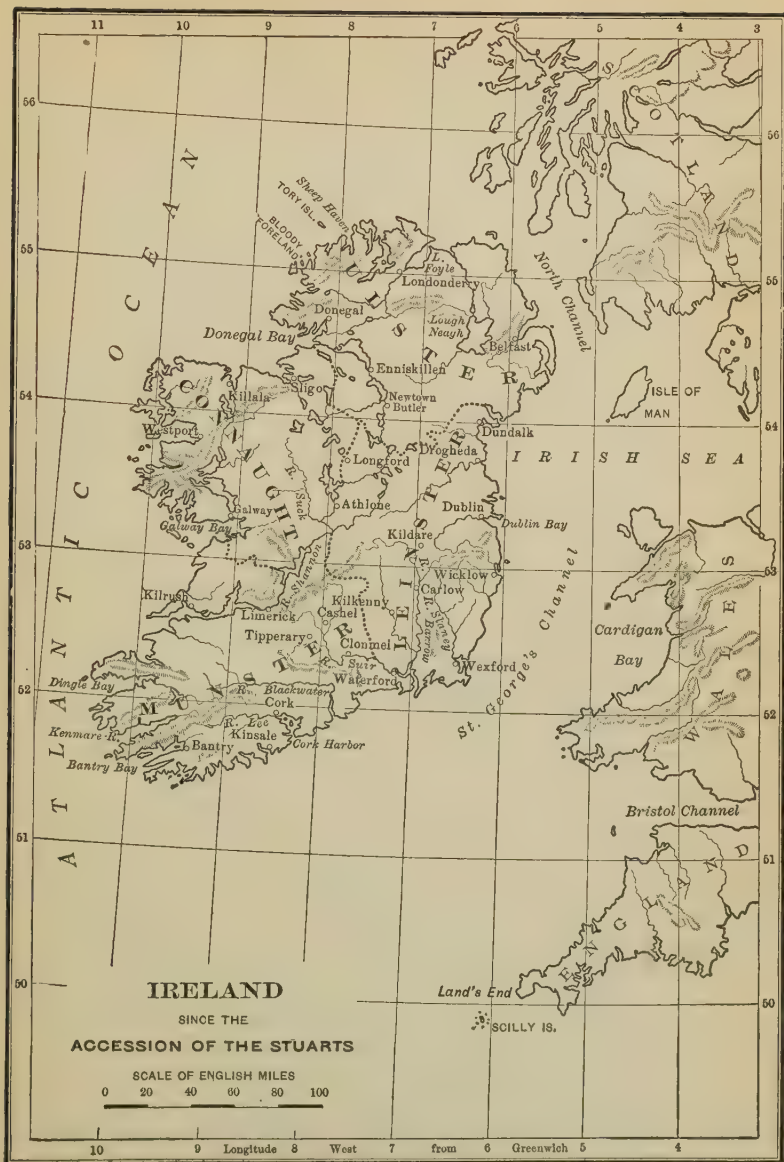 11 10 9 8 7 6 5 4 3
56
56
SCOTLAND
ATLANTIC OCEAN
Sheep Haven
TORY ISL.
BLOODY FORELAND
55
55
L. Foyle
Londonderry
North Channel
ULSTER
Donegal
Lough Neagh
Donegal Bay
Belfast
Enniskillen
Sligo
Killala
CONNAUGHT
Newtown Butler
ISLE OF MAN
54
54
Westport
Dundalk
Drogheda
IRISH SEA
Longford
R. Suck
LEINSTER
Athlone
Galway
Galway Bay
Dublin
Dublin Bay
Kildare
53
53
R. Shannon
Wicklow
Carlow
Kilrush
Kilkenny
Limerick
Cashel
R. Barrow
Slaney
St. George's Channel
Cardigan Bay
WALES
Tipperary
Clonmel
MUNSTER
R. Suir
Wexford
Waterford
52
52
Dingle Bay
R. Blackwater
Cork
Kenmare R.
R. Lee
Kinsale
Cork Harbor
Bantry
Bantry Bay
Bristol Channel
51
51
ENGLAND
50
50
Land's End
SCILLY IS.
IRELAND
SINCE THE
ACCESSION OF THE STUARTS
SCALE OF ENGLISH MILES
0 20 40 60 80 100
10 9 Longitude 8 West 7 from 6 Greenwich 5 4